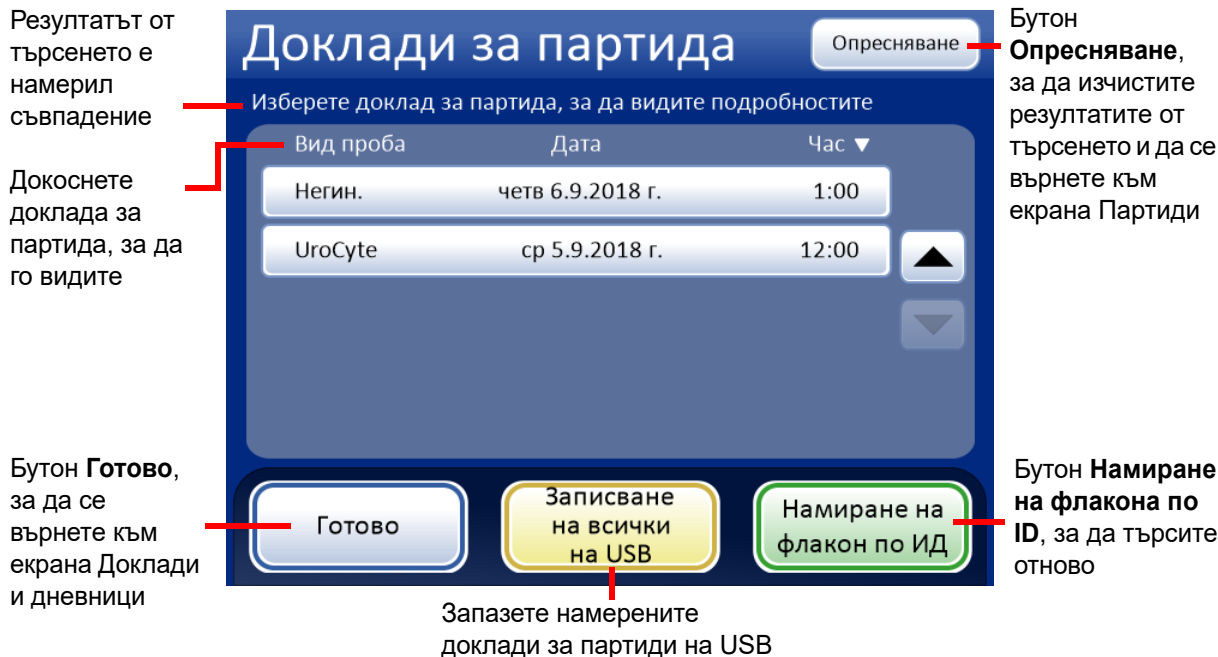 Резултатът от
търсенето е
намерил
съвпадение
Докоснете
доклада за
партида, за да
го видите
Бутон Готово,
за да се
върнете към
екрана Доклади
и дневници
Доклади за партида
Опресняване
Изберете доклад за партида, за да видите подробностите
Вид проба Дата Час ▼
Негин. четв 6.9.2018 г. 1:00
UroCyte ср 5.9.2018 г. 12:00
Готово
Записване
на всички
на USB
Намиране на
флакон по ИД
Запазете намерените
доклади за партиди на USB
Бутон
Опресняване,
за да изчистите
резултатите от
търсенето и да се
върнете към
екрана Партиди
Бутон Намиране
на флакона по
ID, за да търсите
отново